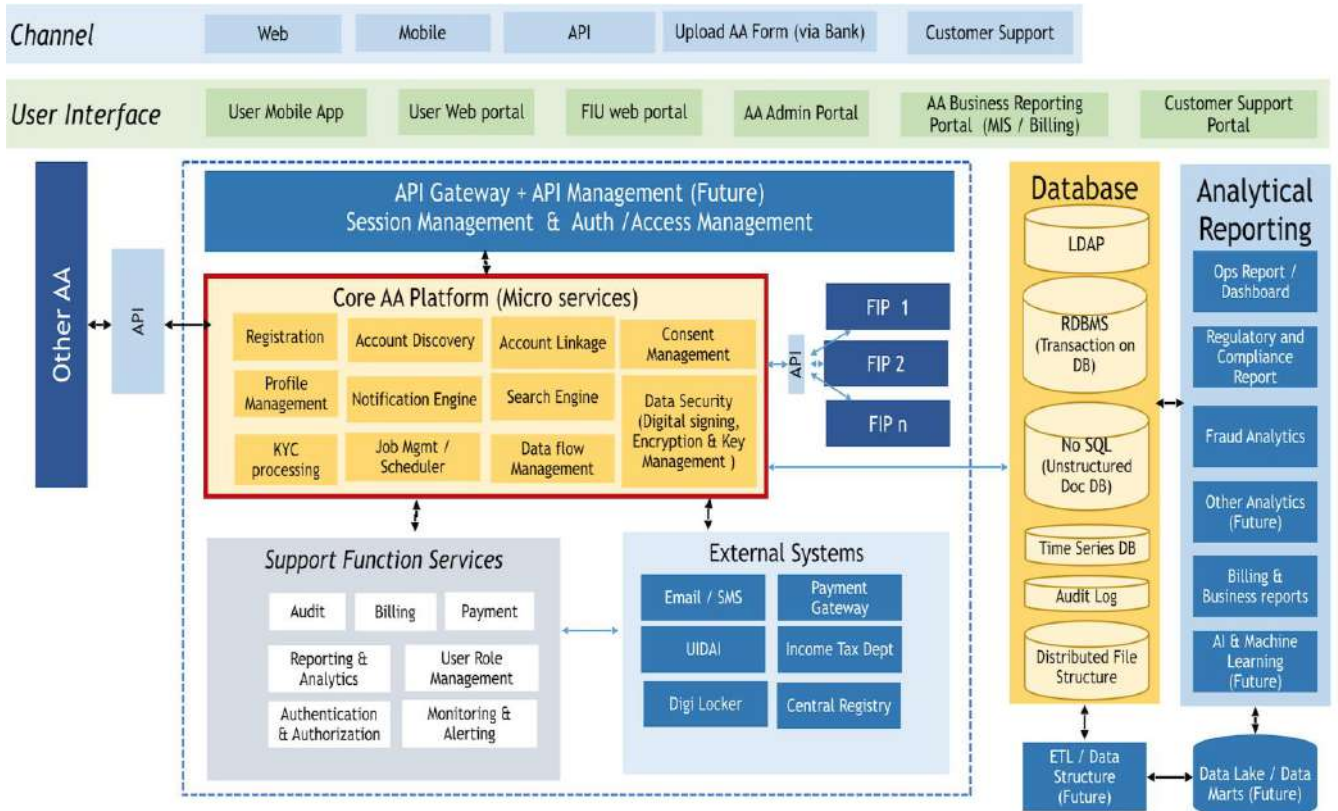 Channel
Web
Mobile
API
Upload AA Form (via Bank)
Customer Support
User Interface
User Mobile App
User Web portal
FIU web portal
AA Admin Portal
AA Business Reporting
Portal (MIS / Billing)
Customer Support
Portal
Other AA
API
API Gateway + API Management (Future)
Session Management & Auth /Access Management
Core AA Platform (Micro services)
Registration
Account Discovery
Account Linkage
Consent
Management
Profile
Management
Notification Engine
Search Engine
Data Security
(Digital signing,
Encryption & Key
Management )
KYC
processing
Job Mgmt /
Scheduler
Data flow
Management
API
FIP 1
FIP 2
FIP n
Support Function Services
Audit
Billing
Payment
Reporting &
Analytics
User Role
Management
Authentication
& Authorization
Monitoring &
Alerting
External Systems
Email / SMS
Payment
Gateway
UIDAI
Income Tax Dept
Digi Locker
Central Registry
Database
LDAP
RDBMS
(Transaction on
DB)
No SQL
(Unstructured
Doc DB)
Time Series DB
Audit Log
Distributed File
Structure
Analytical
Reporting
Ops Report /
Dashboard
Regulatory and
Compliance
Report
Fraud Analytics
Other Analytics
(Future)
Billing &
Business reports
AI & Machine
Learning
(Future)
ETL / Data
Structure
(Future)
Data Lake / Data
Marts (Future)